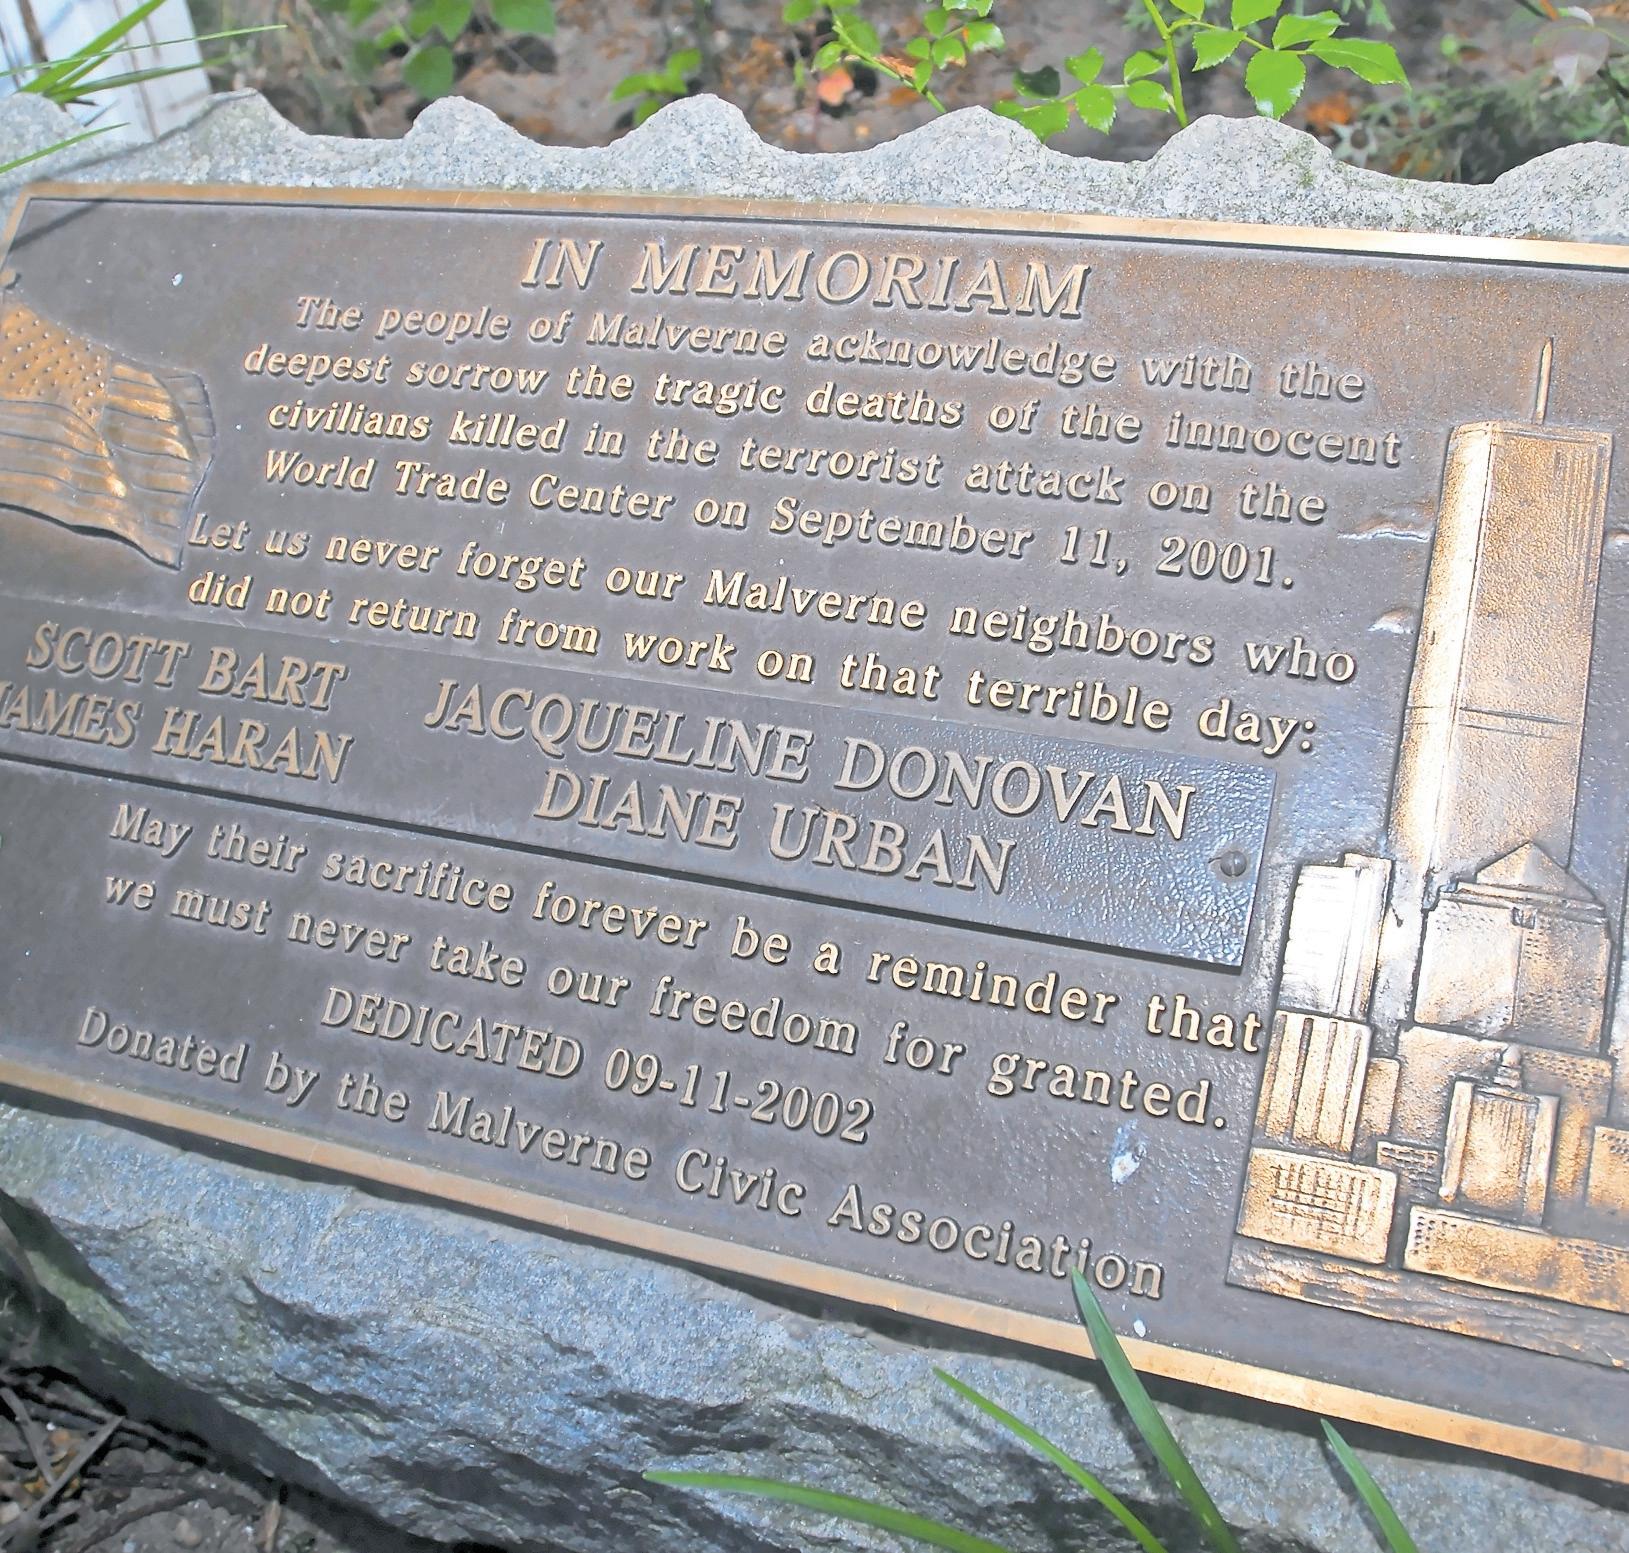 IN MEMORIAM
The people of Malverne acknowledge with the
deepest sorrow the tragic deaths of the innocent
civilians killed in the terrorist attack on the
World Trade Center on September 11, 2001.
Let us never forget our Malverne neighbors who
did not return from work on that terrible day:
SCOTT BART JACQUELINE DONOVAN
JAMES HARAN DIANE URBAN
May their sacrifice forever be a reminder that
we must never take our freedom for granted.
DEDICATED 09-11-2002
Donated by the Malverne Civic Association